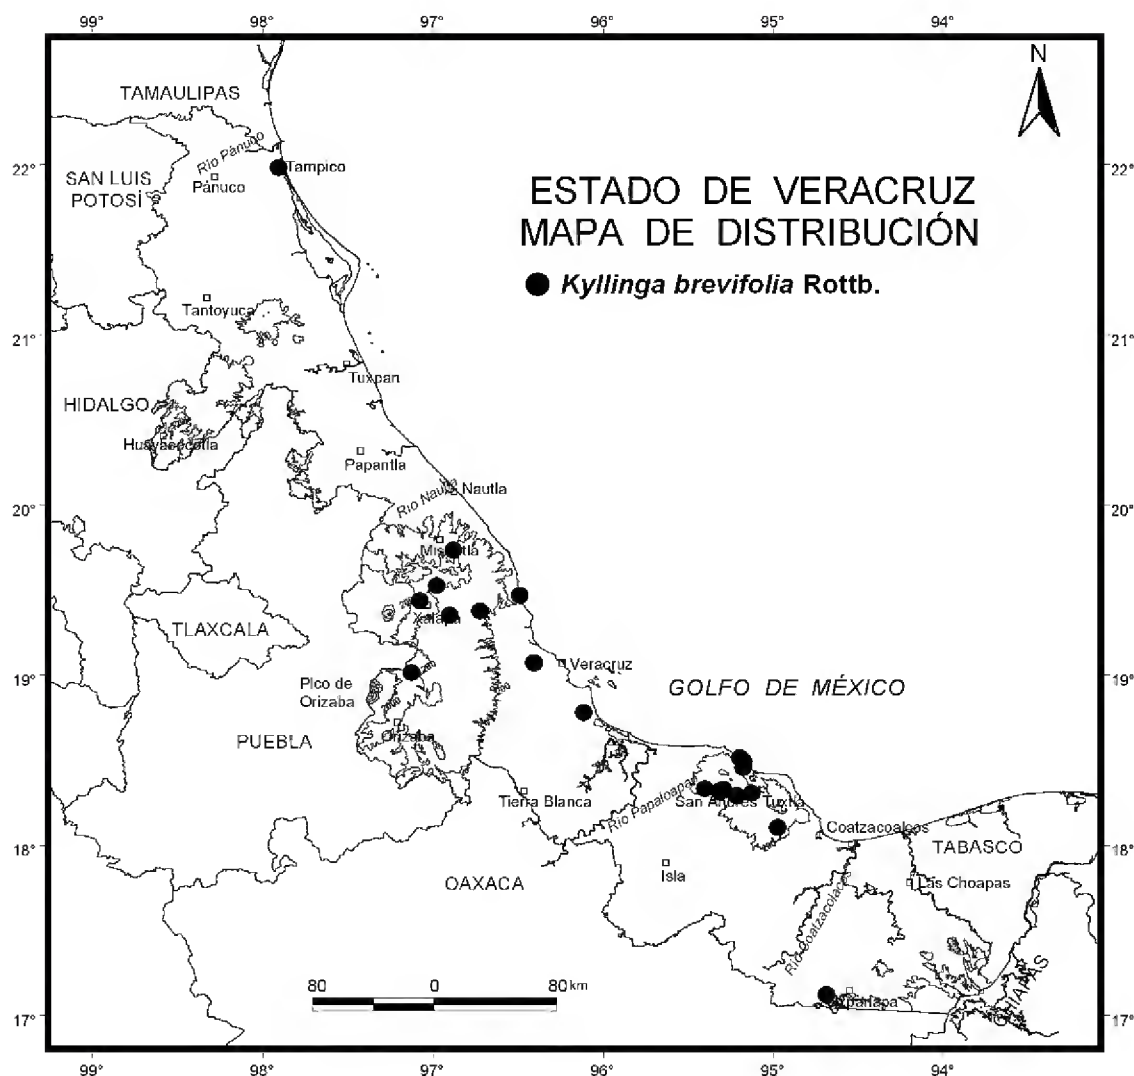 99° 98° 97° 96° 95° 94°
N
TAMAULIPAS
Río Pánuco
22° Tampico 22°
Pánuco
SAN LUIS
POTOSÍ
ESTADO DE VERACRUZ
MAPA DE DISTRIBUCIÓN
Kyllinga brevifolia Rottb.
Tantoyuca
21° 21°
Tuxpan
HIDALGO
Huayacocotla
Papantla
Nautla
Río Nautla
20° 20°
Misantla
Xalapa
TLAXCALA
Veracruz
19° 19°
Pico de
Orizaba
GOLFO DE MÉXICO
PUEBLA
Orizaba
Tierra Blanca
San Andrés Tuxtla
Río Papaloapan
Coatzacoalcos
18° 18°
TABASCO
Isla
OAXACA
Las Choapas
Río Coatzacoalcos
CHIAPAS
80 0 80 km
Uxpanapa
17° 17°
99° 98° 97° 96° 95° 94°